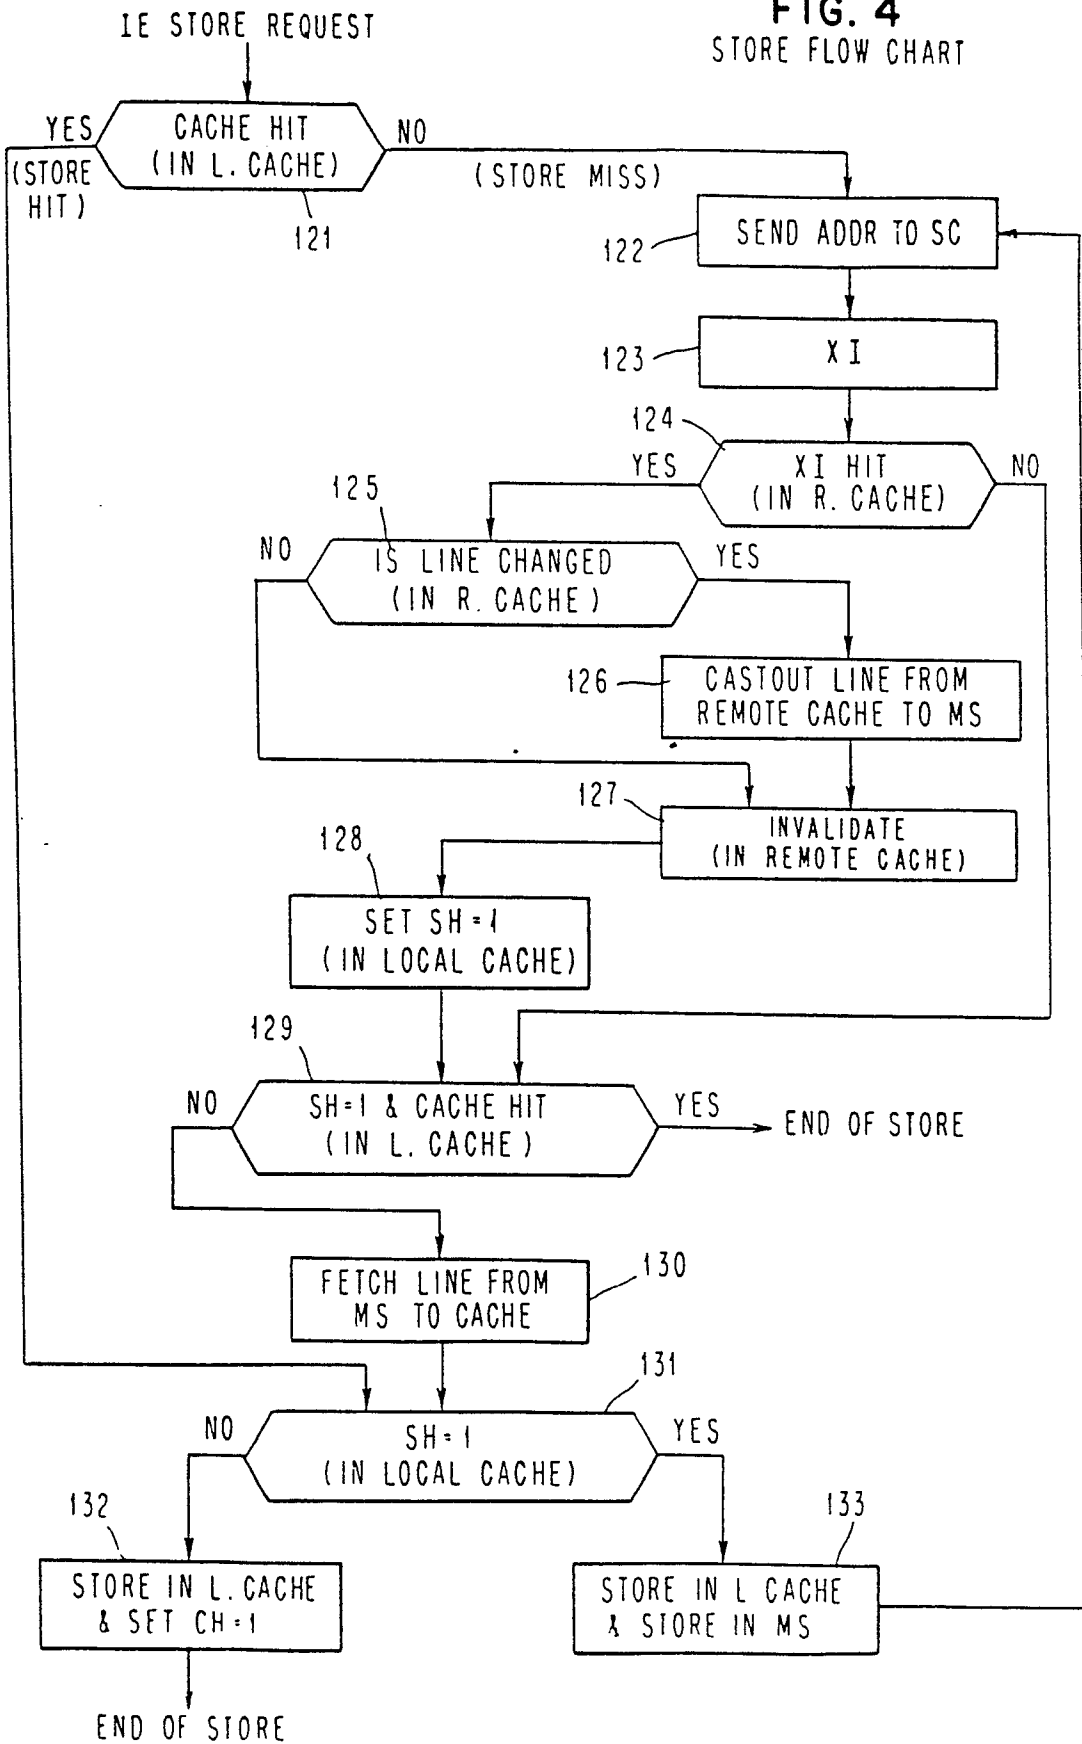 FIG. 4
STORE FLOW CHART
IE STORE REQUEST
CACHE HIT
(IN L. CACHE)
YES
(STORE
HIT)
NO
(STORE MISS)
121
SEND ADDR TO SC
122
XI
123
124
XI HIT
(IN R. CACHE)
YES
NO
125
IS LINE CHANGED
(IN R. CACHE)
NO
YES
126
CASTOUT LINE FROM
REMOTE CACHE TO MS
127
INVALIDATE
(IN REMOTE CACHE)
128
SET SH=1
(IN LOCAL CACHE)
129
SH=1 & CACHE HIT
(IN L. CACHE)
NO
YES
END OF STORE
130
FETCH LINE FROM
MS TO CACHE
131
SH=1
(IN LOCAL CACHE)
NO
YES
132
STORE IN L. CACHE
& SET CH=1
133
STORE IN L CACHE
& STORE IN MS
END OF STORE